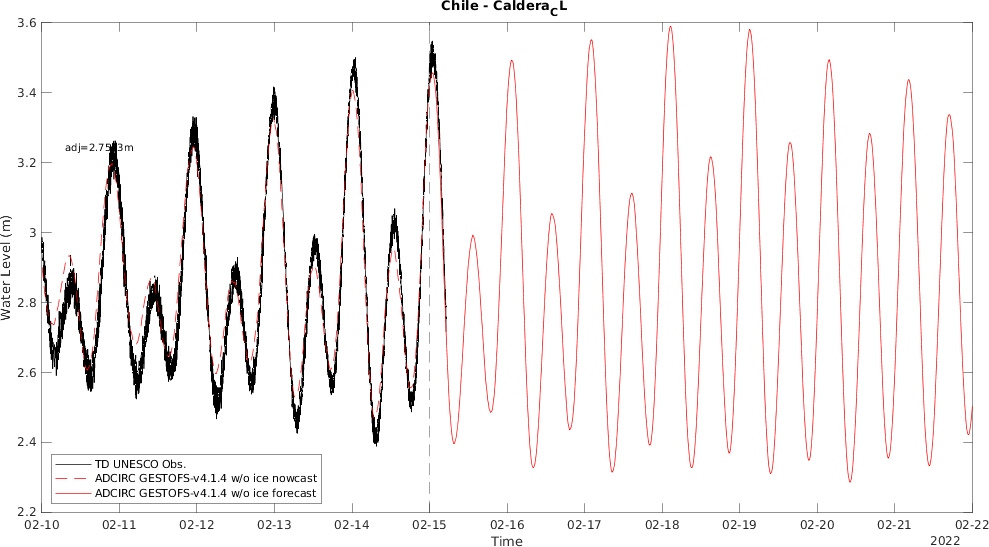 Chile - Caldera_CL
3.6
3.4
3.2
3
2.8
2.6
2.4
2.2
Water Level (m)
TD UNESCO Obs.
ADCIRC GESTOFS-v4.1.4 w/o ice nowcast
ADCIRC GESTOFS-v4.1.4 w/o ice forecast
02-10 02-11 02-12 02-13 02-14 02-15 02-16 02-17 02-18 02-19 02-20 02-21 02-22
Time
2022